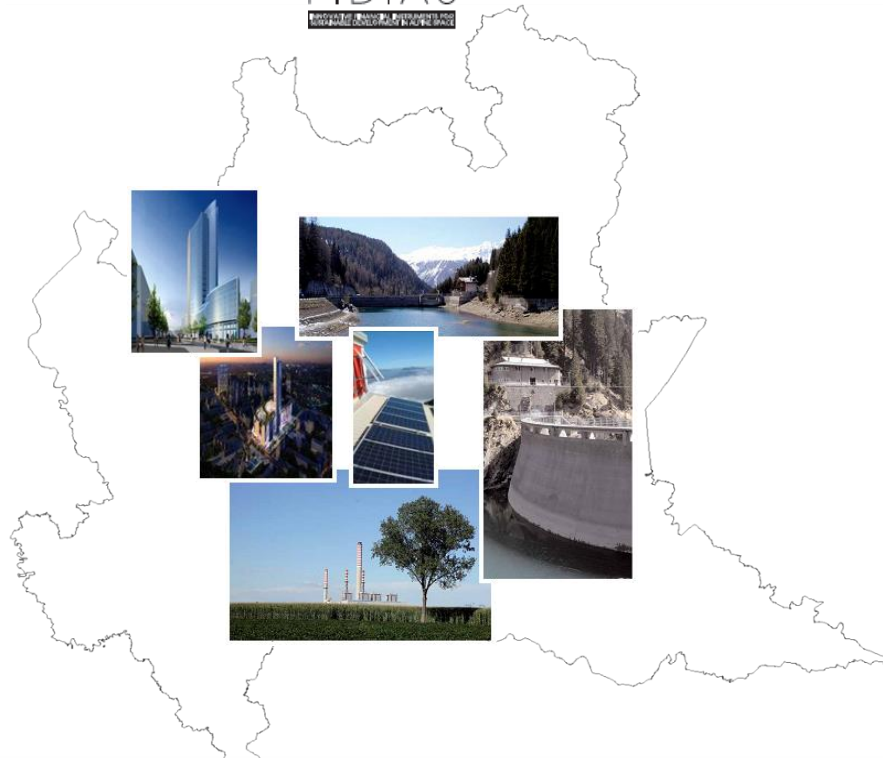 INNOVATIVE FINANCIAL INSTRUMENTS FOR
SUSTAINABLE DEVELOPMENT IN ALPINE SPACE